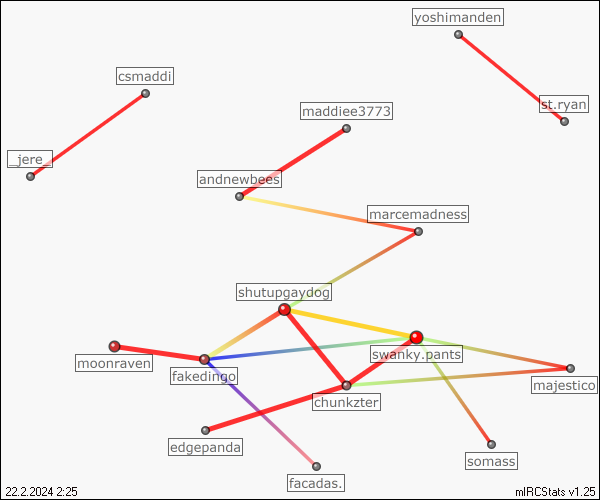 yoshimanden
csmaddi
st.ryan
maddiee3773
_jere_
andnewbees
marcemadness
shutupgaydog
swanky.pants
moonraven
fakedingo
majestico
chunkzter
edgepanda
somass
facadas.
22.2.2024 2:25
mIRCStats v1.25